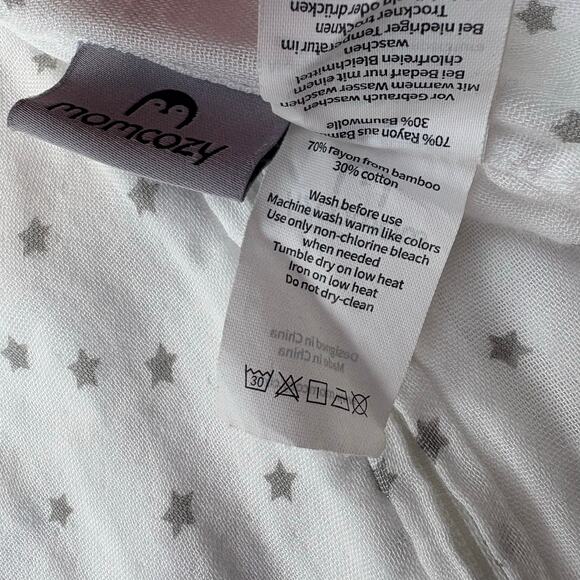 momcozy
70% Rayon aus Bam
30% Baumwolle
Vor Gebrauch waschen
Mit warmem Wasser waschen
Bei Bedarf nur mit einem
chlorfreien Bleichmittel
waschen
Bei niedriger Temperatur im
Trockner trocknen
oder drücken
70% rayon from bamboo
30% cotton
Wash before use
Machine wash warm like colors
Use only non-chlorine bleach
when needed
Tumble dry on low heat
Iron on low heat
Do not dry-clean
Designed in China
Made in China
30